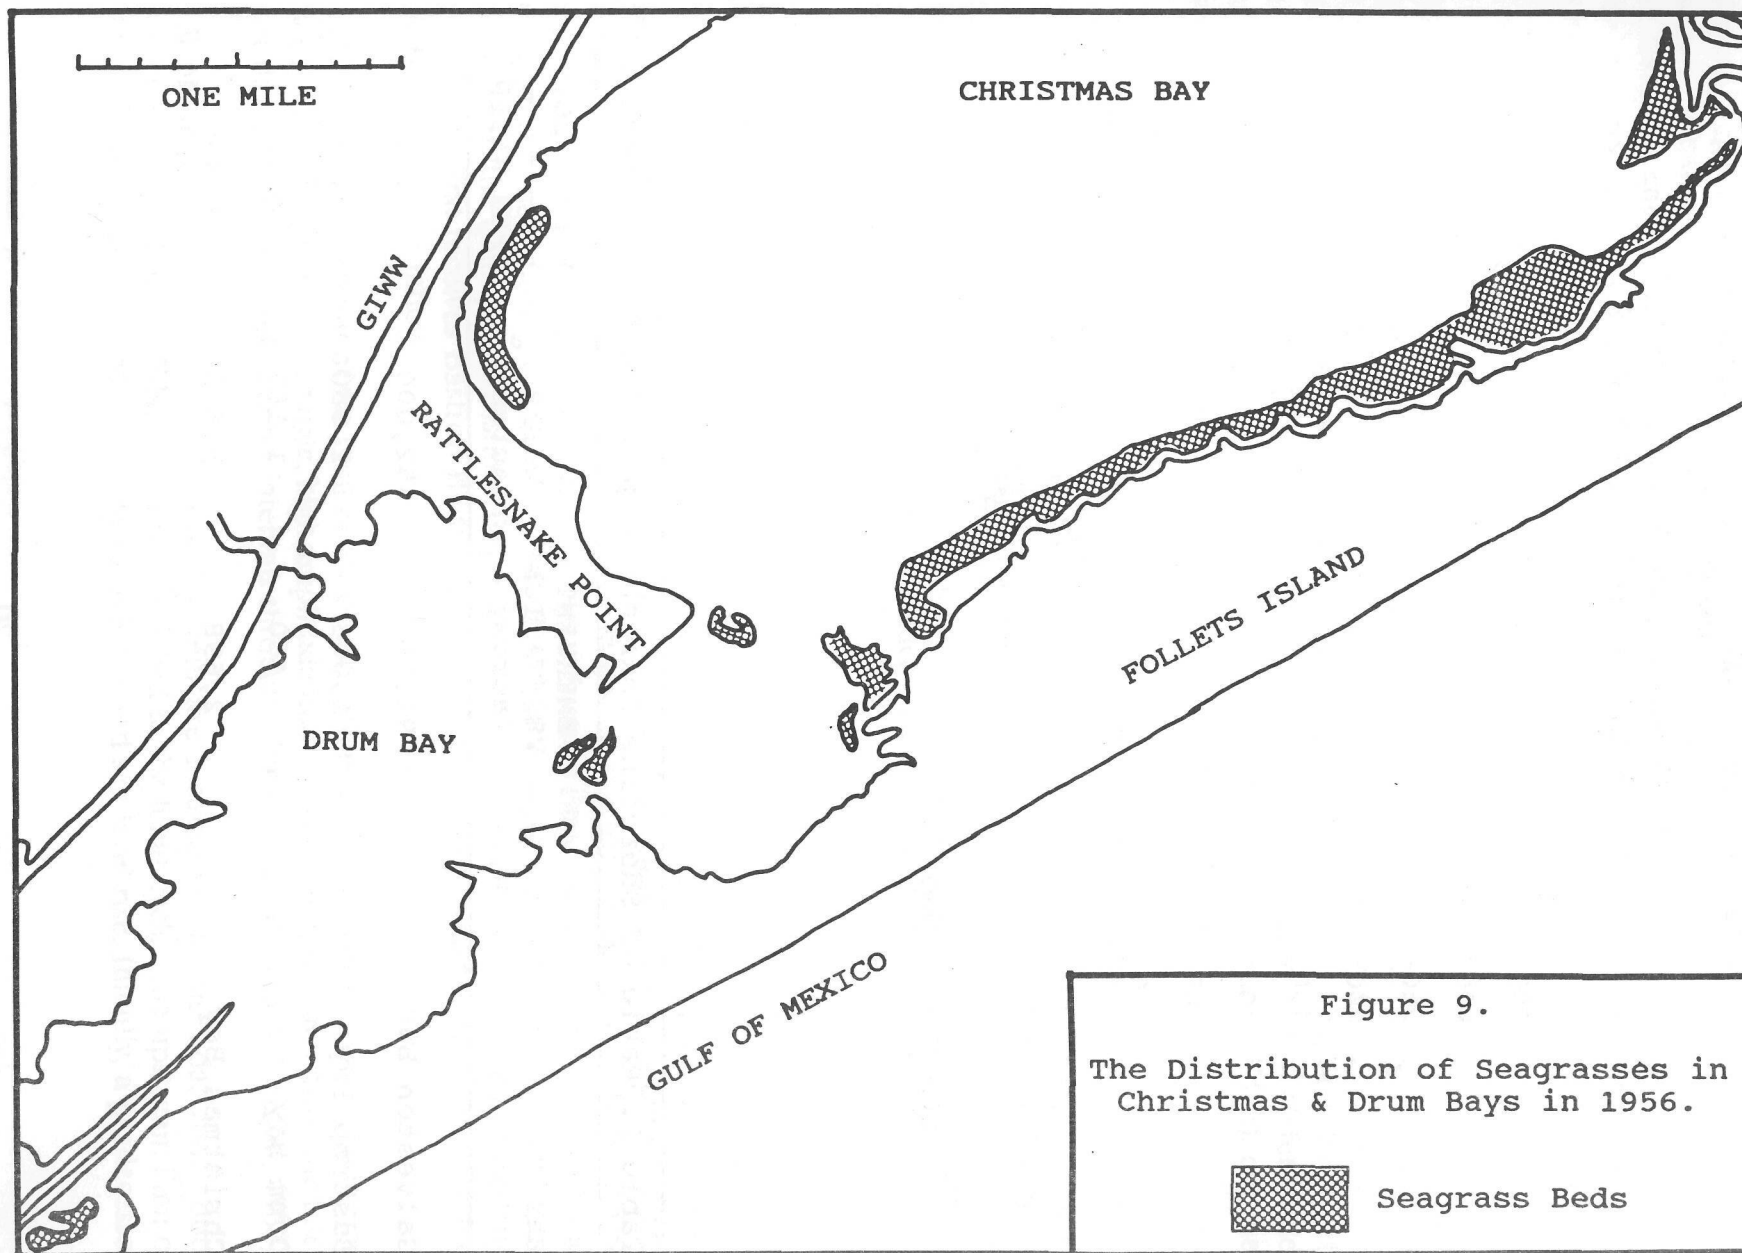 ONE MILE
CHRISTMAS BAY
GIWW
RATTLESNAKE POINT
DRUM BAY
FOLLETS ISLAND
GULF OF MEXICO
Figure 9.
The Distribution of Seagrasses in
Christmas & Drum Bays in 1956.
Seagrass Beds